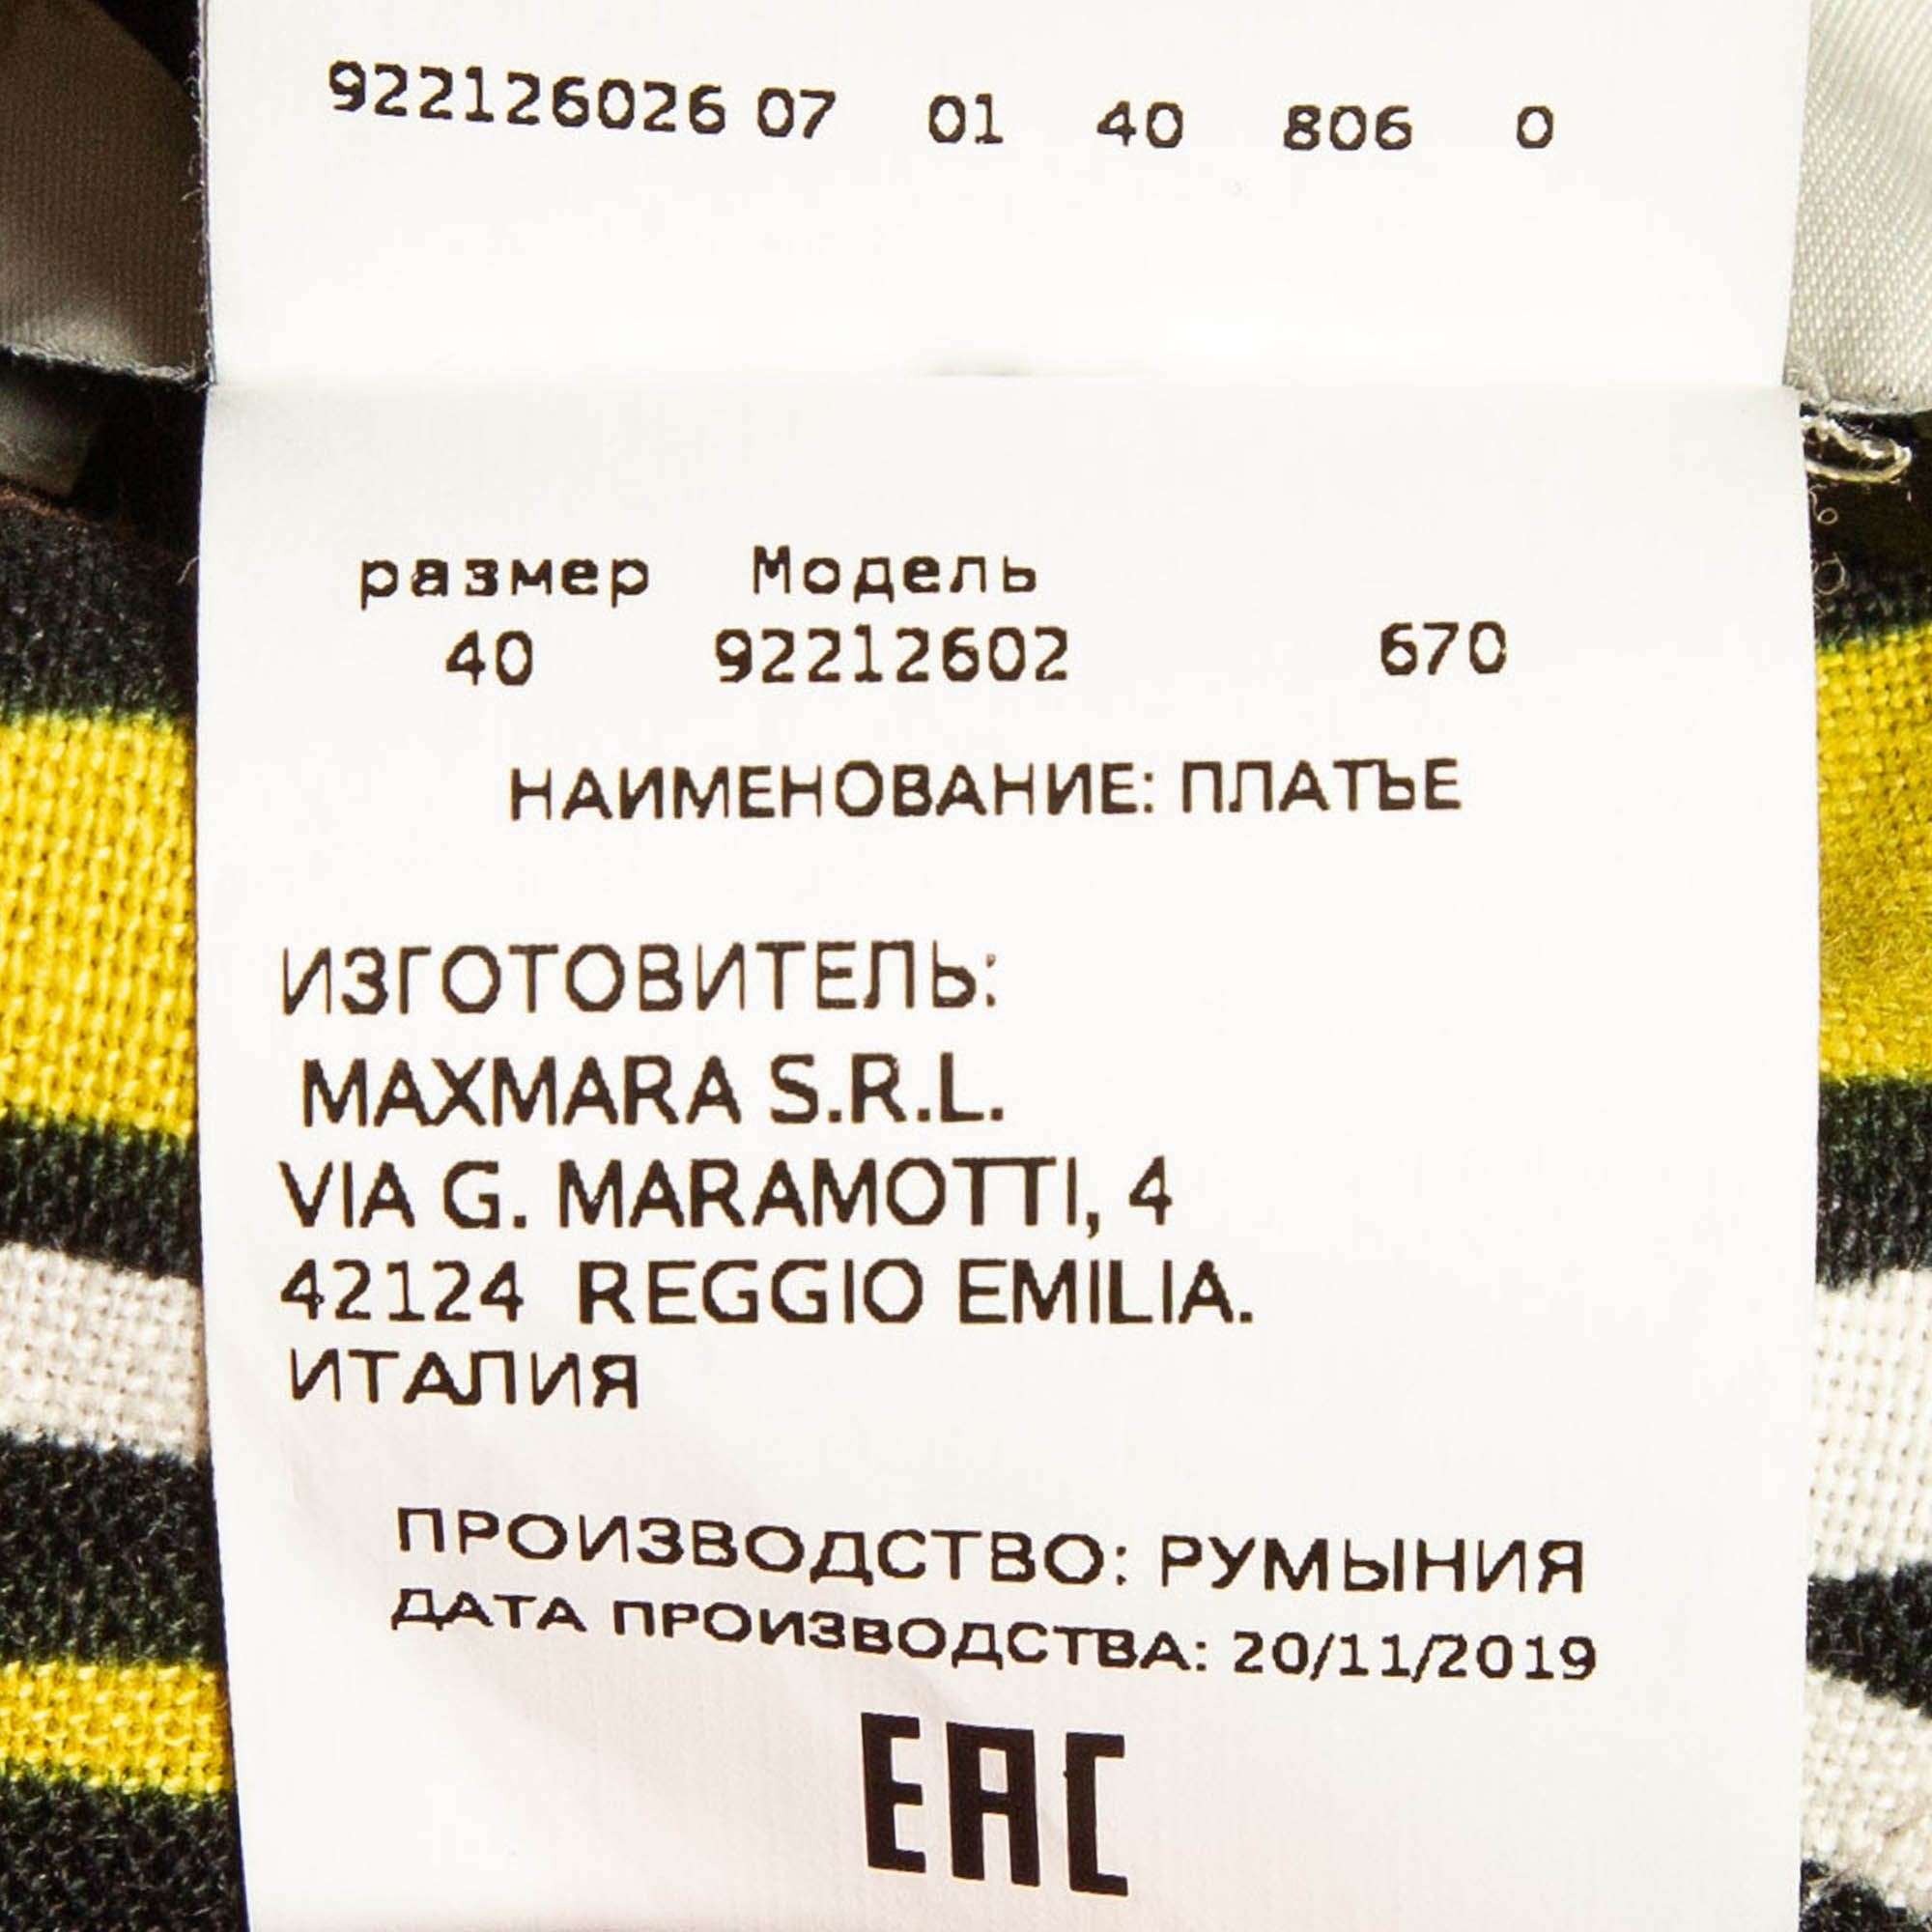 922126026 07 01 40 806 0
размер Модель
40 92212602 670
НАИМЕНОВАНИЕ: ПЛАТЬЕ
ИЗГОТОВИТЕЛЬ:
MAXMARA S.R.L.
VIA G. MARAMOTTI, 4
42124 REGGIO EMILIA.
ИТАЛИЯ
ПРОИЗВОДСТВО: РУМЫНИЯ
ДАТА ПРОИЗВОДСТВА: 20/11/2019
EAC